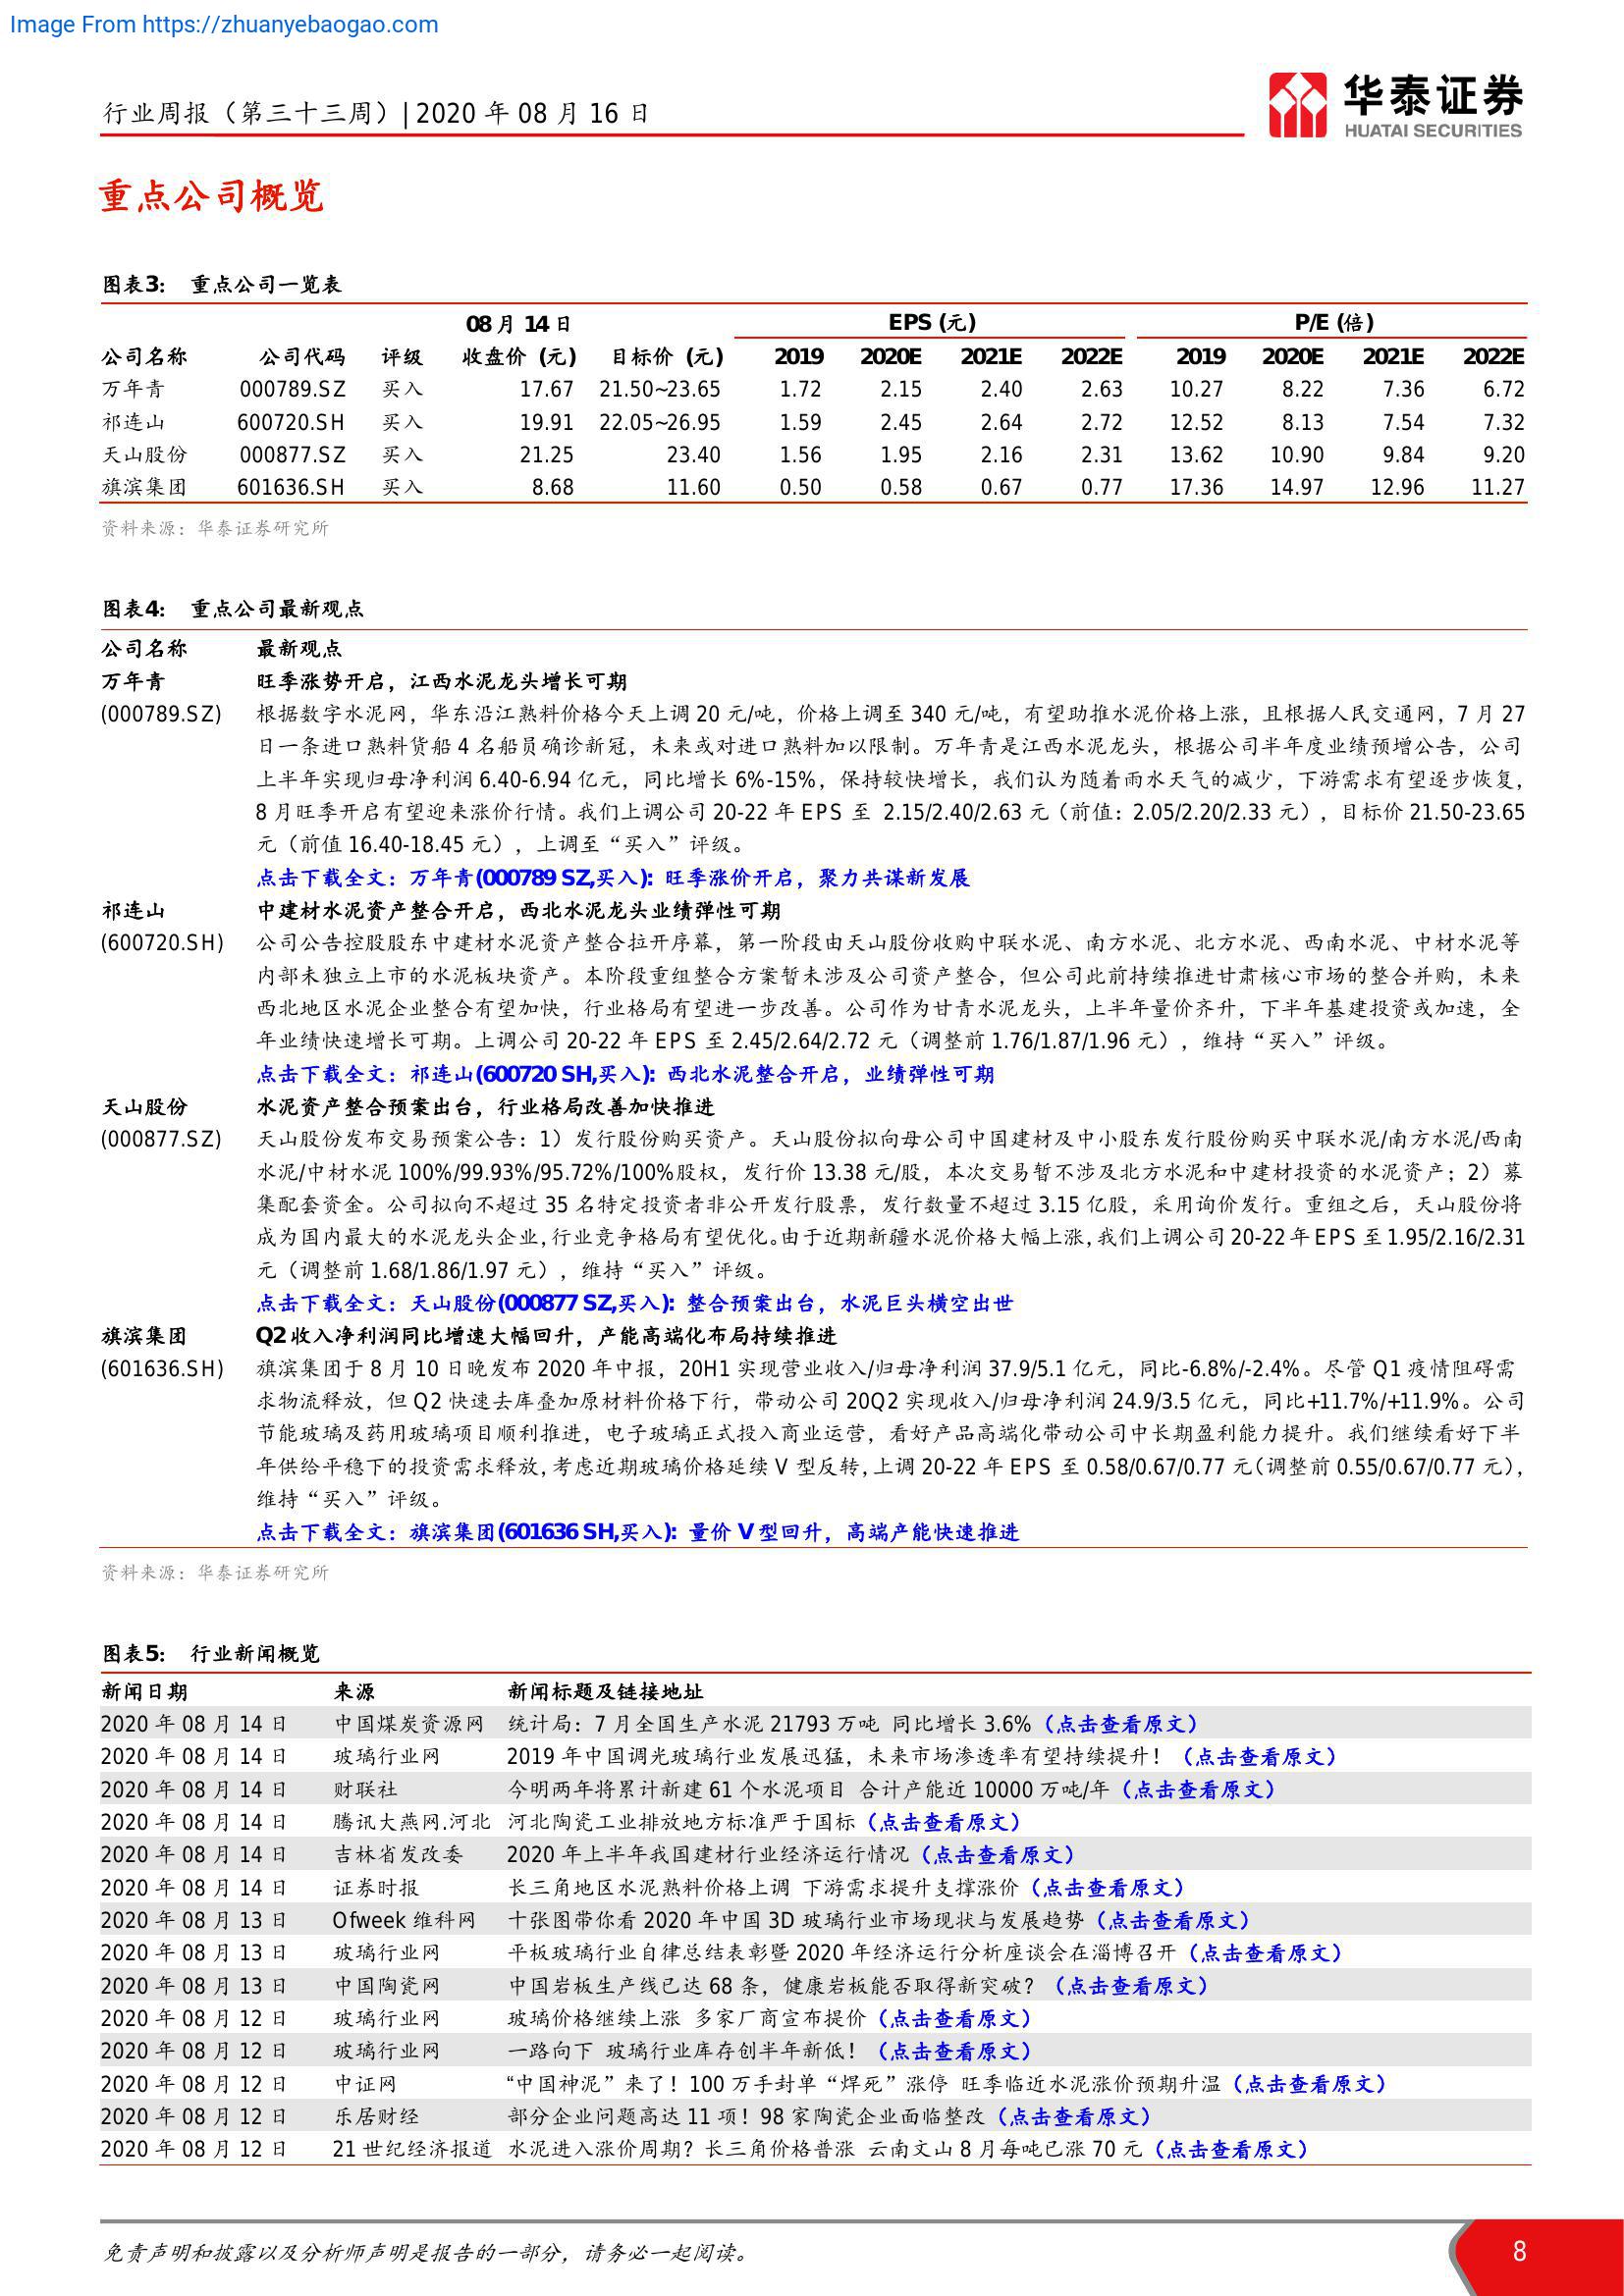 Image From https://zhuanyebaogao.com
行业周报（第三十三周）| 2020 年 08 月 16 日
华泰证券
HUATAI SECURITIES
重点公司概览
图表3： 重点公司一览表
08 月 14 日 EPS (元) P/E (倍)
公司名称 公司代码 评级 收盘价 (元) 目标价 (元) 2019 2020E 2021E 2022E 2019 2020E 2021E 2022E
万年青 000789.SZ 买入 17.67 21.50~23.65 1.72 2.15 2.40 2.63 10.27 8.22 7.36 6.72
祁连山 600720.SH 买入 19.91 22.05~26.95 1.59 2.45 2.64 2.72 12.52 8.13 7.54 7.32
天山股份 000877.SZ 买入 21.25 23.40 1.56 1.95 2.16 2.31 13.62 10.90 9.84 9.20
旗滨集团 601636.SH 买入 8.68 11.60 0.50 0.58 0.67 0.77 17.36 14.97 12.96 11.27
资料来源：华泰证券研究所
图表4： 重点公司最新观点
公司名称 最新观点
万年青 旺季涨势开启，江西水泥龙头增长可期
(000789.SZ) 根据数字水泥网，华东沿江熟料价格今天上调 20 元/吨，价格上调至 340 元/吨，有望助推水泥价格上涨，且根据人民交通网，7 月 27
日一条进口熟料货船 4 名船员确诊新冠，未来或对进口熟料加以限制。万年青是江西水泥龙头，根据公司半年度业绩预增公告，公司
上半年实现归母净利润 6.40-6.94 亿元，同比增长 6%-15%，保持较快增长，我们认为随着雨水天气的减少，下游需求有望逐步恢复，
8 月旺季开启有望迎来涨价行情。我们上调公司 20-22 年 EPS 至 2.15/2.40/2.63 元（前值：2.05/2.20/2.33 元），目标价 21.50-23.65
元（前值 16.40-18.45 元），上调至“买入”评级。
点击下载全文：万年青(000789 SZ,买入)：旺季涨价开启，聚力共谋新发展
祁连山 中建材水泥资产整合开启，西北水泥龙头业绩弹性可期
(600720.SH) 公司公告控股股东中建材水泥资产整合拉开序幕，第一阶段由天山股份收购中联水泥、南方水泥、北方水泥、西南水泥、中材水泥等
内部未独立上市的水泥板块资产。本阶段重组整合方案暂未涉及公司资产整合，但公司此前持续推进甘肃核心市场的整合并购，未来
西北地区水泥企业整合有望加快，行业格局有望进一步改善。公司作为甘青水泥龙头，上半年量价齐升，下半年基建投资或加速，全
年业绩快速增长可期。上调公司 20-22 年 EPS 至 2.45/2.64/2.72 元（调整前 1.76/1.87/1.96 元），维持“买入”评级。
点击下载全文：祁连山(600720 SH,买入)：西北水泥整合开启，业绩弹性可期
天山股份 水泥资产整合预案出台，行业格局改善加快推进
(000877.SZ) 天山股份发布交易预案公告：1）发行股份购买资产。天山股份拟向母公司中国建材及中小股东发行股份购买中联水泥/南方水泥/西南
水泥/中材水泥 100%/99.93%/95.72%/100%股权，发行价 13.38 元/股，本次交易暂不涉及北方水泥和中建材投资的水泥资产；2）募
集配套资金。公司拟向不超过 35 名特定投资者非公开发行股票，发行数量不超过 3.15 亿股，采用询价发行。重组之后，天山股份将
成为国内最大的水泥龙头企业，行业竞争格局有望优化。由于近期新疆水泥价格大幅上涨，我们上调公司 20-22 年 EPS 至 1.95/2.16/2.31
元（调整前 1.68/1.86/1.97 元），维持“买入”评级。
点击下载全文：天山股份(000877 SZ,买入)：整合预案出台，水泥巨头横空出世
旗滨集团 Q2 收入净利润同比增速大幅回升，产能高端化布局持续推进
(601636.SH) 旗滨集团于 8 月 10 日晚发布 2020 年中报，20H1 实现营业收入/归母净利润 37.9/5.1 亿元，同比-6.8%/-2.4%。尽管 Q1 疫情阻碍需
求物流释放，但 Q2 快速去库叠加原材料价格下行，带动公司 20Q2 实现收入/归母净利润 24.9/3.5 亿元，同比+11.7%/+11.9%。公司
节能玻璃及药用玻璃项目顺利推进，电子玻璃正式投入商业运营，看好产品高端化带动公司中长期盈利能力提升。我们继续看好下半
年供给平稳下的投资需求释放，考虑近期玻璃价格延续 V 型反转，上调 20-22 年 EPS 至 0.58/0.67/0.77 元（调整前 0.55/0.67/0.77 元），
维持“买入”评级。
点击下载全文：旗滨集团(601636 SH,买入)：量价 V 型回升，高端产能快速推进
资料来源：华泰证券研究所
图表5： 行业新闻概览
新闻日期 来源 新闻标题及链接地址
2020 年 08 月 14 日 中国煤炭资源网 统计局：7 月全国生产水泥 21793 万吨 同比增长 3.6%（点击查看原文）
2020 年 08 月 14 日 玻璃行业网 2019 年中国调光玻璃行业发展迅猛，未来市场渗透率有望持续提升！（点击查看原文）
2020 年 08 月 14 日 财联社 今明两年将累计新建 61 个水泥项目 合计产能近 10000 万吨/年（点击查看原文）
2020 年 08 月 14 日 腾讯大燕网.河北 河北陶瓷工业排放地方标准严于国标（点击查看原文）
2020 年 08 月 14 日 吉林省发改委 2020 年上半年我国建材行业经济运行情况（点击查看原文）
2020 年 08 月 14 日 证券时报 长三角地区水泥熟料价格上调 下游需求提升支撑涨价（点击查看原文）
2020 年 08 月 13 日 Ofweek 维科网 十张图带你看 2020 年中国 3D 玻璃行业市场现状与发展趋势（点击查看原文）
2020 年 08 月 13 日 玻璃行业网 平板玻璃行业自律总结表彰暨 2020 年经济运行分析座谈会在淄博召开（点击查看原文）
2020 年 08 月 13 日 中国陶瓷网 中国岩板生产线已达 68 条，健康岩板能否取得新突破？（点击查看原文）
2020 年 08 月 12 日 玻璃行业网 玻璃价格继续上涨 多家厂商宣布提价（点击查看原文）
2020 年 08 月 12 日 玻璃行业网 一路向下 玻璃行业库存创半年新低！（点击查看原文）
2020 年 08 月 12 日 中证网 “中国神泥”来了！100 万手封单“焊死”涨停 旺季临近水泥涨价预期升温（点击查看原文）
2020 年 08 月 12 日 乐居财经 部分企业问题高达 11 项！98 家陶瓷企业面临整改（点击查看原文）
2020 年 08 月 12 日 21 世纪经济报道 水泥进入涨价周期？长三角价格普涨 云南文山 8 月每吨已涨 70 元（点击查看原文）
免责声明和披露以及分析师声明是报告的一部分，请务必一起阅读。
8